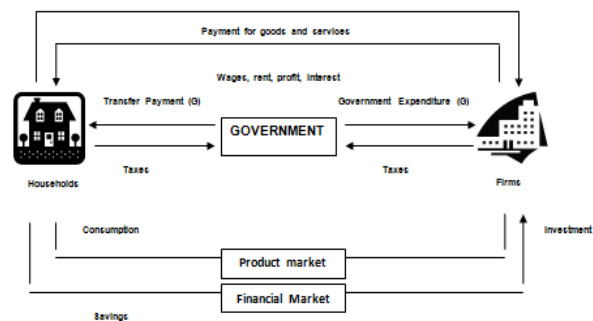 Payment for goods and services
Wages, rent, profit, interest
Transfer Payment (G)
Government Expenditure (G)
GOVERNMENT
Taxes
Taxes
Households
Firms
Consumption
Investment
Product market
Financial Market
Savings